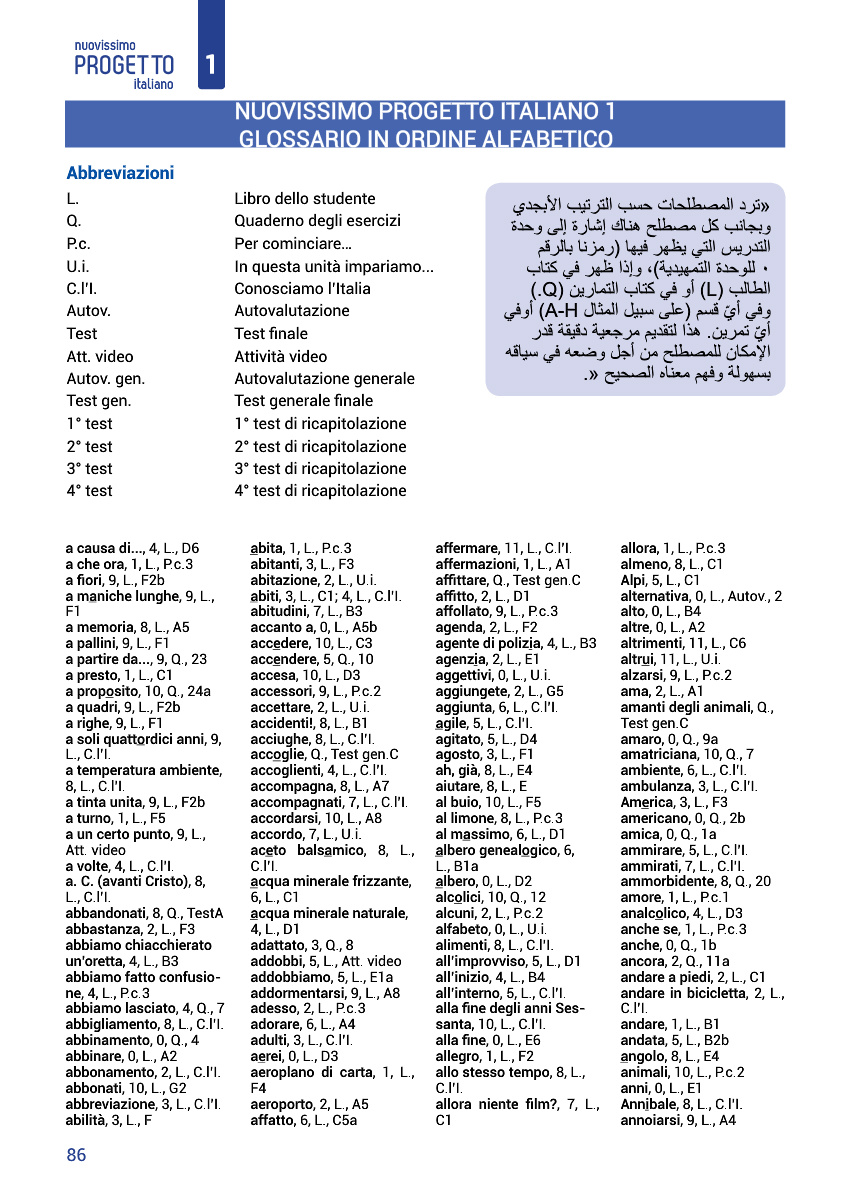 nuovissimo
PROGETTO
italiano
1
NUOVISSIMO PROGETTO ITALIANO 1
GLOSSARIO IN ORDINE ALFABETICO
Abbreviazioni
L. Libro dello studente
Q. Quaderno degli esercizi
P.c. Per cominciare...
U.i. In questa unità impariamo...
C.l'I. Conosciamo l'Italia
Autov. Autovalutazione
Test Test finale
Att. video Attività video
Autov. gen. Autovalutazione generale
Test gen. Test generale finale
1° test 1° test di ricapitolazione
2° test 2° test di ricapitolazione
3° test 3° test di ricapitolazione
4° test 4° test di ricapitolazione
«ترد المصطلحات حسب الترتيب الأبجدي
وبجانب كل مصطلح هناك إشارة إلى وحدة
التدريس التي يظهر فيها (رمزنا بالرقم
٠ للوحدة التمهيدية)، وإذا ظهر في كتاب
الطالب (L) أو في كتاب التمارين (Q.)
وفي أيّ قسم (على سبيل المثال A-H) أوفي
أيّ تمرين. هذا لتقديم مرجعية دقيقة قدر
الإمكان للمصطلح من أجل وضعه في سياقه
بسهولة وفهم معناه الصحيح «.
a causa di..., 4, L., D6
a che ora, 1, L., P.c.3
a fiori, 9, L., F2b
a maniche lunghe, 9, L.,
F1
a memoria, 8, L., A5
a pallini, 9, L., F1
a partire da..., 9, Q., 23
a presto, 1, L., C1
a proposito, 10, Q., 24a
a quadri, 9, L., F2b
a righe, 9, L., F1
a soli quattordici anni, 9,
L., C.l'I.
a temperatura ambiente,
8, L., C.l'I.
a tinta unita, 9, L., F2b
a turno, 1, L., F5
a un certo punto, 9, L.,
Att. video
a volte, 4, L., C.l'I.
a. C. (avanti Cristo), 8,
L., C.l'I.
abbandonati, 8, Q., TestA
abbastanza, 2, L., F3
abbiamo chiacchierato
un'oretta, 4, L., B3
abbiamo fatto confusio-
ne, 4, L., P.c.3
abbiamo lasciato, 4, Q., 7
abbigliamento, 8, L., C.l'I.
abbinamento, 0, Q., 4
abbinare, 0, L., A2
abbonamento, 2, L., C.l'I.
abbonati, 10, L., G2
abbreviazione, 3, L., C.l'I.
abilità, 3, L., F
abita, 1, L., P.c.3
abitanti, 3, L., F3
abitazione, 2, L., U.i.
abiti, 3, L., C1; 4, L., C.l'I.
abitudini, 7, L., B3
accanto a, 0, L., A5b
accedere, 10, L., C3
accendere, 5, Q., 10
accesa, 10, L., D3
accessori, 9, L., P.c.2
accettare, 2, L., U.i.
accidenti!, 8, L., B1
acciughe, 8, L., C.l'I.
accoglie, Q., Test gen.C
accoglienti, 4, L., C.l'I.
accompagna, 8, L., A7
accompagnati, 7, L., C.l'I.
accordarsi, 10, L., A8
accordo, 7, L., U.i.
aceto balsamico, 8, L.,
C.l'I.
acqua minerale frizzante,
6, L., C1
acqua minerale naturale,
4, L., D1
adattato, 3, Q., 8
addobbi, 5, L., Att. video
addobbiamo, 5, L., E1a
addormentarsi, 9, L., A8
adesso, 2, L., P.c.3
adorare, 6, L., A4
adulti, 3, L., C.l'I.
aerei, 0, L., D3
aeroplano di carta, 1, L.,
F4
aeroporto, 2, L., A5
affatto, 6, L., C5a
affermare, 11, L., C.l'I.
affermazioni, 1, L., A1
affittare, Q., Test gen.C
affitto, 2, L., D1
affollato, 9, L., P.c.3
agenda, 2, L., F2
agente di polizia, 4, L., B3
agenzia, 2, L., E1
aggettivi, 0, L., U.i.
aggiungete, 2, L., G5
aggiunta, 6, L., C.l'I.
agile, 5, L., C.l'I.
agitato, 5, L., D4
agosto, 3, L., F1
ah, già, 8, L., E4
aiutare, 8, L., E
al buio, 10, L., F5
al limone, 8, L., P.c.3
al massimo, 6, L., D1
albero genealogico, 6,
L., B1a
albero, 0, L., D2
alcolici, 10, Q., 12
alcuni, 2, L., P.c.2
alfabeto, 0, L., U.i.
alimenti, 8, L., C.l'I.
all'improvviso, 5, L., D1
all'inizio, 4, L., B4
all'interno, 5, L., C.l'I.
alla fine degli anni Ses-
santa, 10, L., C.l'I.
alla fine, 0, L., E6
allegro, 1, L., F2
allo stesso tempo, 8, L.,
C.l'I.
allora niente film?, 7, L.,
C1
allora, 1, L., P.c.3
almeno, 8, L., C1
Alpi, 5, L., C1
alternativa, 0, L., Autov., 2
alto, 0, L., B4
altre, 0, L., A2
altrimenti, 11, L., C6
altrui, 11, L., U.i.
alzarsi, 9, L., P.c.2
ama, 2, L., A1
amanti degli animali, Q.,
Test gen.C
amaro, 0, Q., 9a
amatriciana, 10, Q., 7
ambiente, 6, L., C.l'I.
ambulanza, 3, L., C.l'I.
America, 3, L., F3
americano, 0, Q., 2b
amica, 0, Q., 1a
ammirare, 5, L., C.l'I.
ammirati, 7, L., C.l'I.
ammorbidente, 8, Q., 20
amore, 1, L., P.c.1
analcolico, 4, L., D3
anche se, 1, L., P.c.3
anche, 0, Q., 1b
ancora, 2, Q., 11a
andare a piedi, 2, L., C1
andare in bicicletta, 2, L.,
C.l'I.
andare, 1, L., B1
andata, 5, L., B2b
angolo, 8, L., E4
animali, 10, L., P.c.2
anni, 0, L., E1
Annibale, 8, L., C.l'I.
annoiarsi, 9, L., A4
86